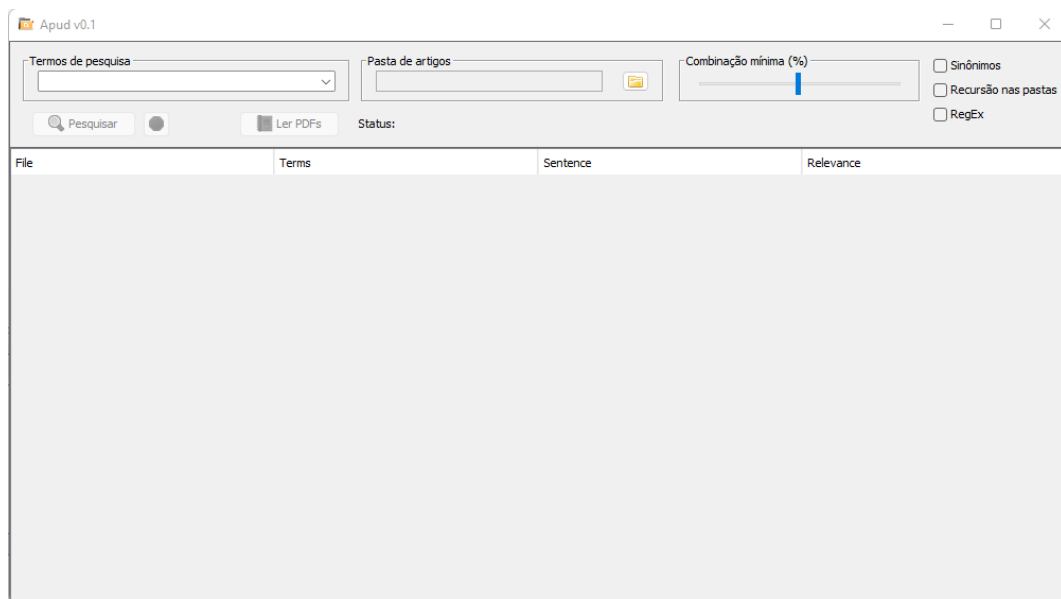 Apud v0.1
Termos de pesquisa
Pasta de artigos
Combinação mínima (%)
Sinônimos
Recursão nas pastas
RegEx
Pesquisar
Ler PDFs
Status:
File
Terms
Sentence
Relevance